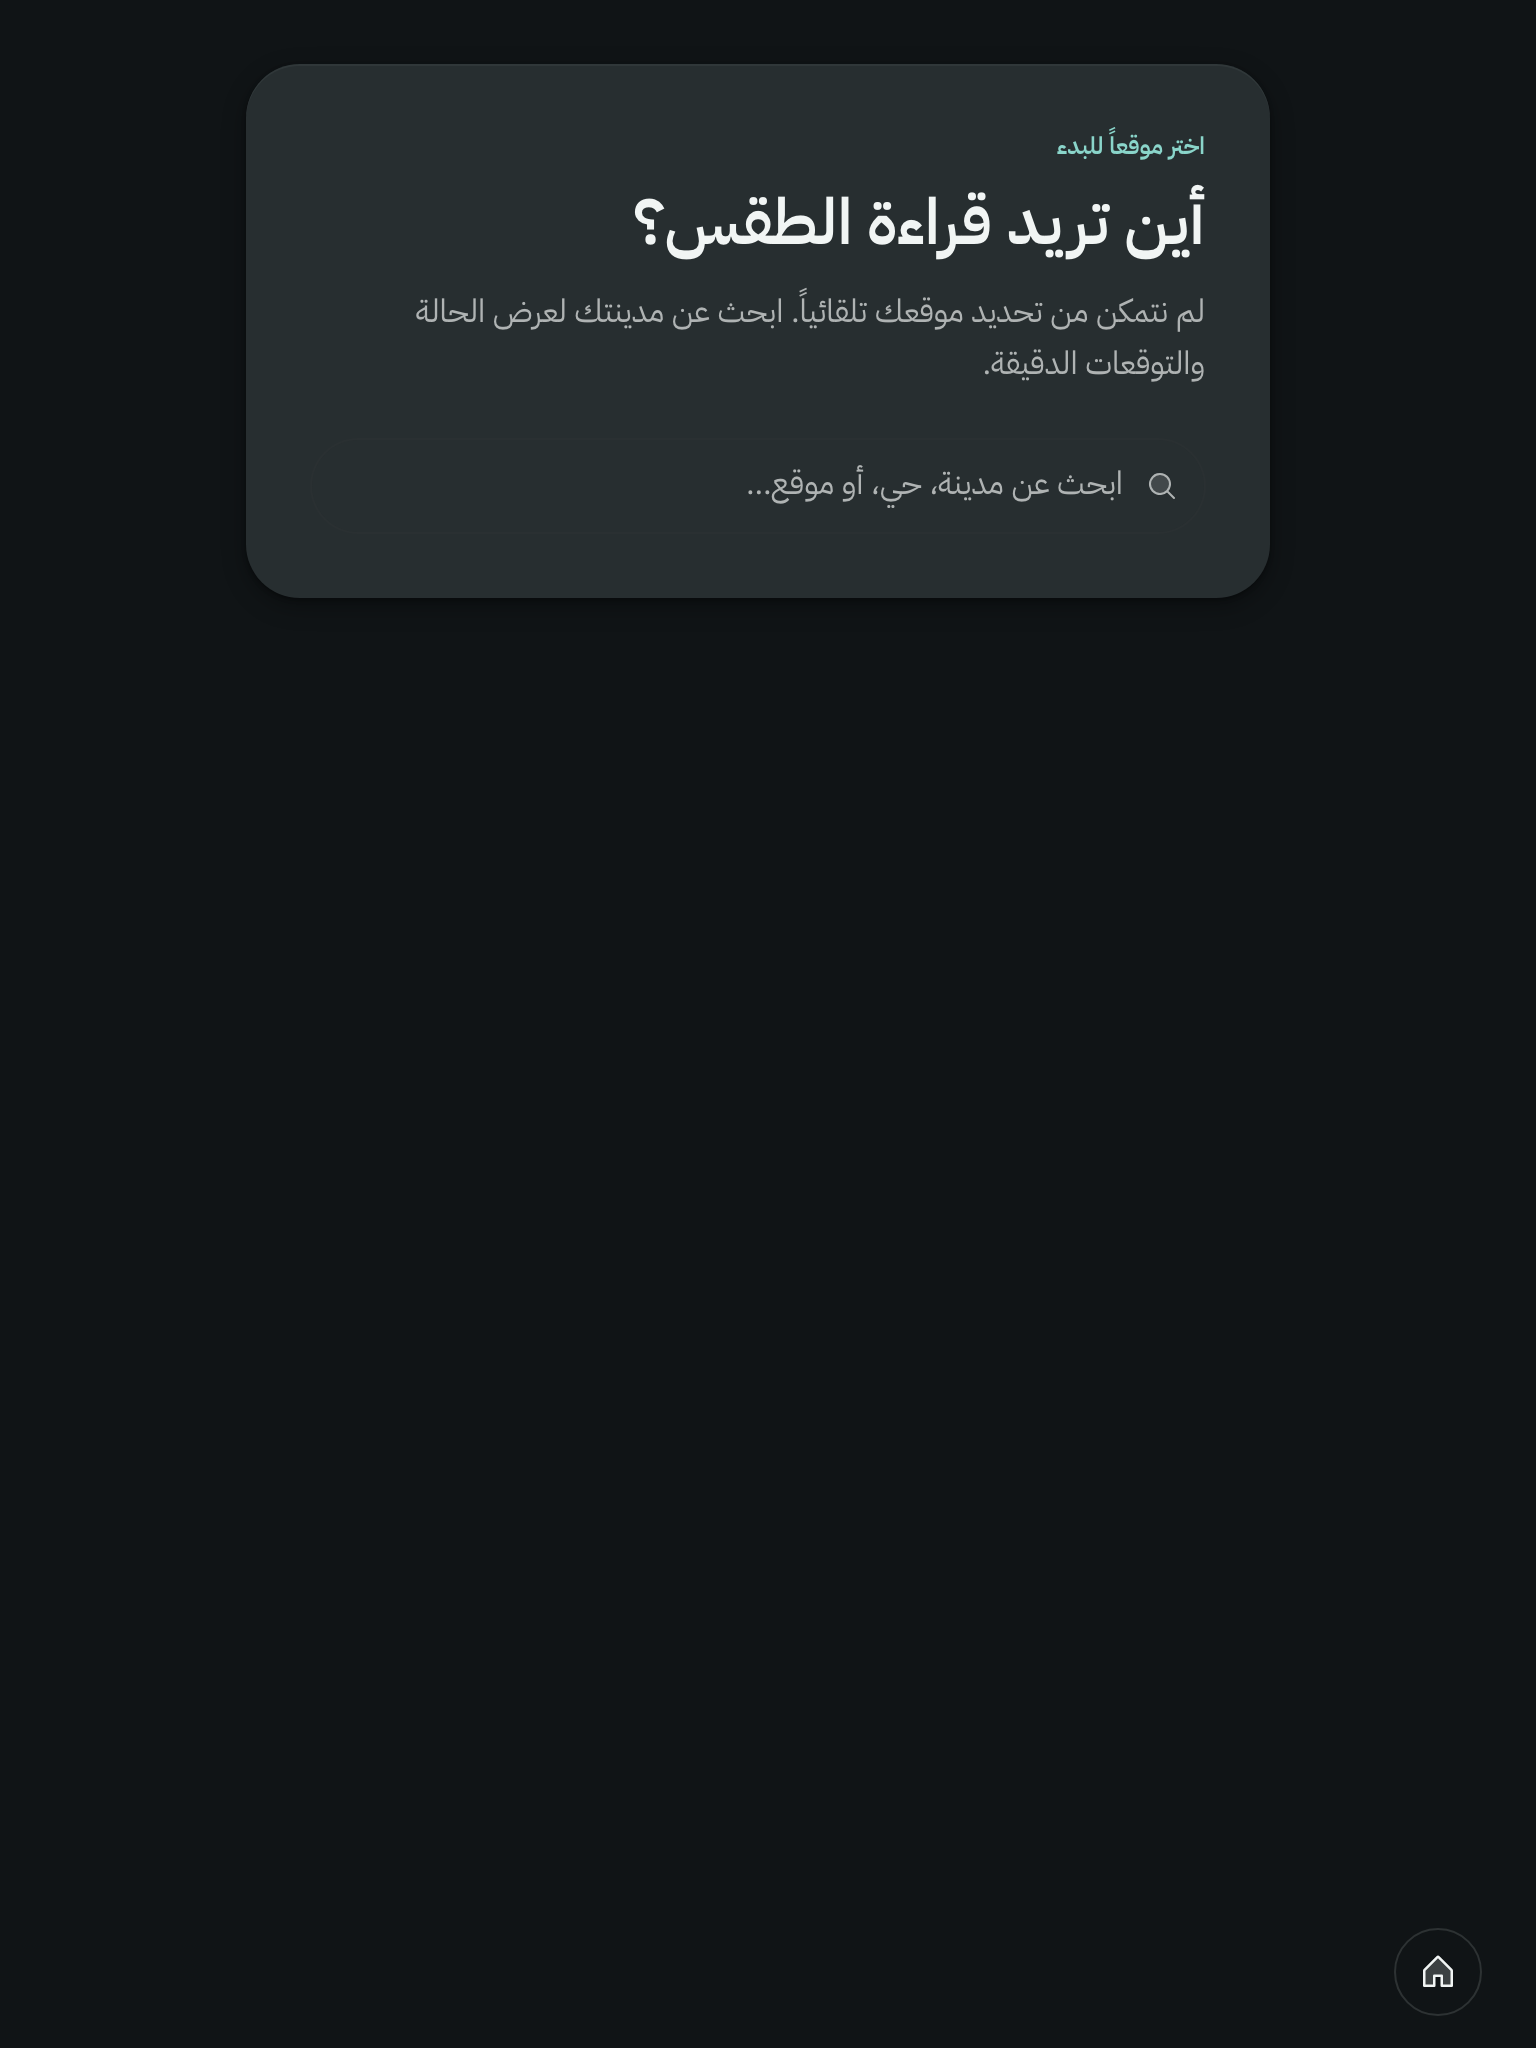 اختر موقعاً للبدء
أين تريد قراءة الطقس؟
لم نتمكن من تحديد موقعك تلقائياً. ابحث عن مدينتك لعرض الحالة
والتوقعات الدقيقة.
ابحث عن مدينة، حي، أو موقع...